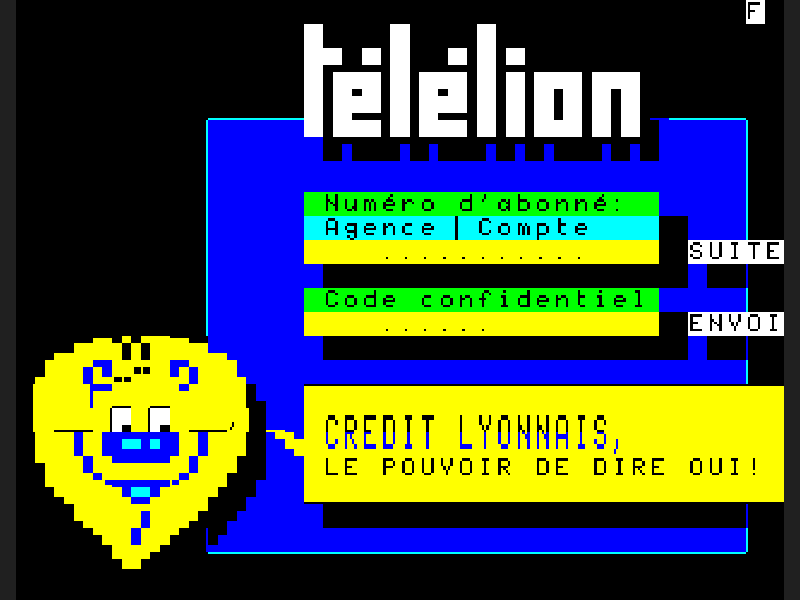 F
télélion
Numéro d'abonné:
Agence | Compte
...........
SUITE
Code confidentiel
......
ENVOI
CREDIT LYONNAIS,
LE POUVOIR DE DIRE OUI!